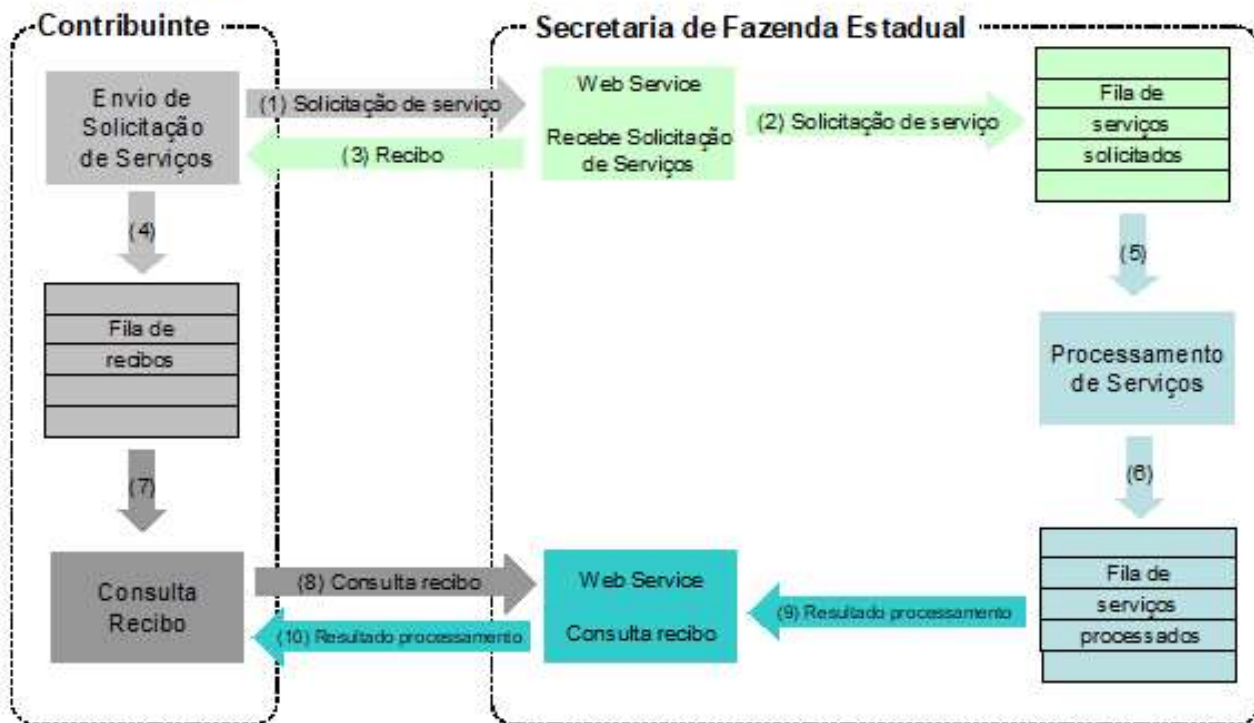 Contribuinte
Secretaria de Fazenda Estadual
Envio de
Solicitação
de Serviços
(1) Solicitação de serviço
(3) Recibo
Web Service
Recebe Solicitação
de Serviços
(2) Solicitação de serviço
Fila de
serviços
solicitados
(4)
(5)
Fila de
recibos
Processamento
de Serviços
(7)
(6)
Consulta
Recibo
(8) Consulta recibo
(10) Resultado processamento
Web Service
Consulta recibo
(9) Resultado processamento
Fila de
serviços
processados